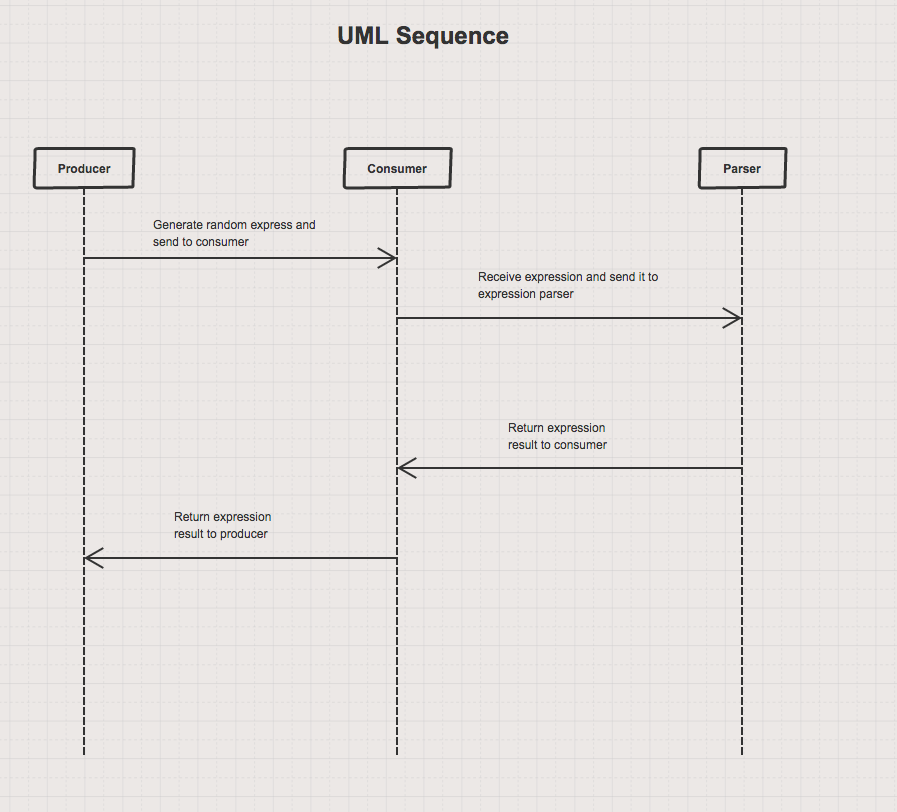 UML Sequence
Producer
Consumer
Parser
Generate random express and
send to consumer
Receive expression and send it to
expression parser
Return expression
result to consumer
Return expression
result to producer